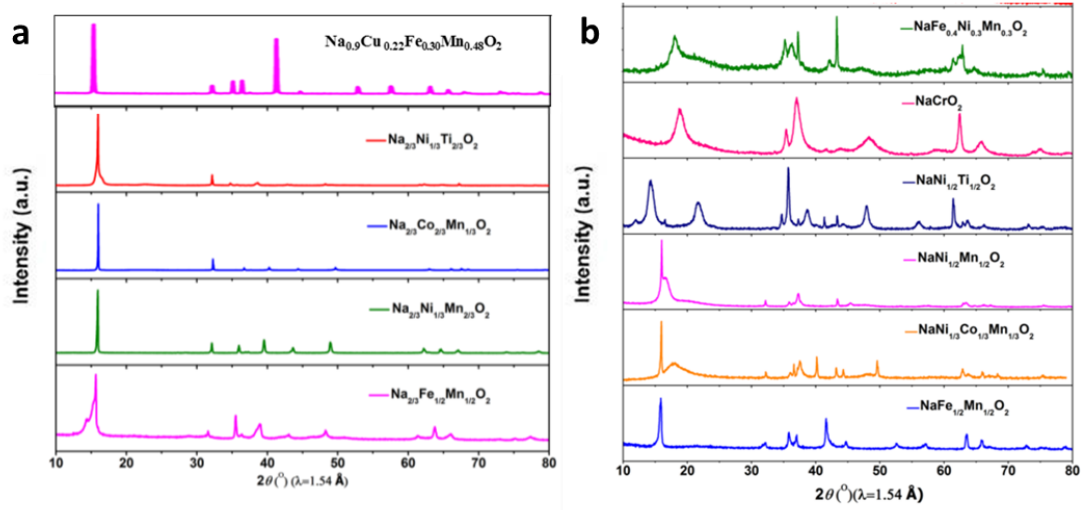 a
Na0.9Cu 0.22Fe0.30Mn0.48O2
Na2/3Ni1/3Ti2/3O2
Na2/3Co2/3Mn1/3O2
Na2/3Ni1/3Mn2/3O2
Na2/3Fe1/2Mn1/2O2
Intensity (a.u.)
10 20 30 40 50 60 70 80
2θ (O) (λ=1.54 Å)
b
NaFe0.4Ni0.3Mn0.3O2
NaCrO2
NaNi1/2Ti1/2O2
NaNi1/2Mn1/2O2
NaNi1/3Co1/3Mn1/3O2
NaFe1/2Mn1/2O2
Intensity (a.u.)
10 20 30 40 50 60 70 80
2θ (O)(λ=1.54 Å)